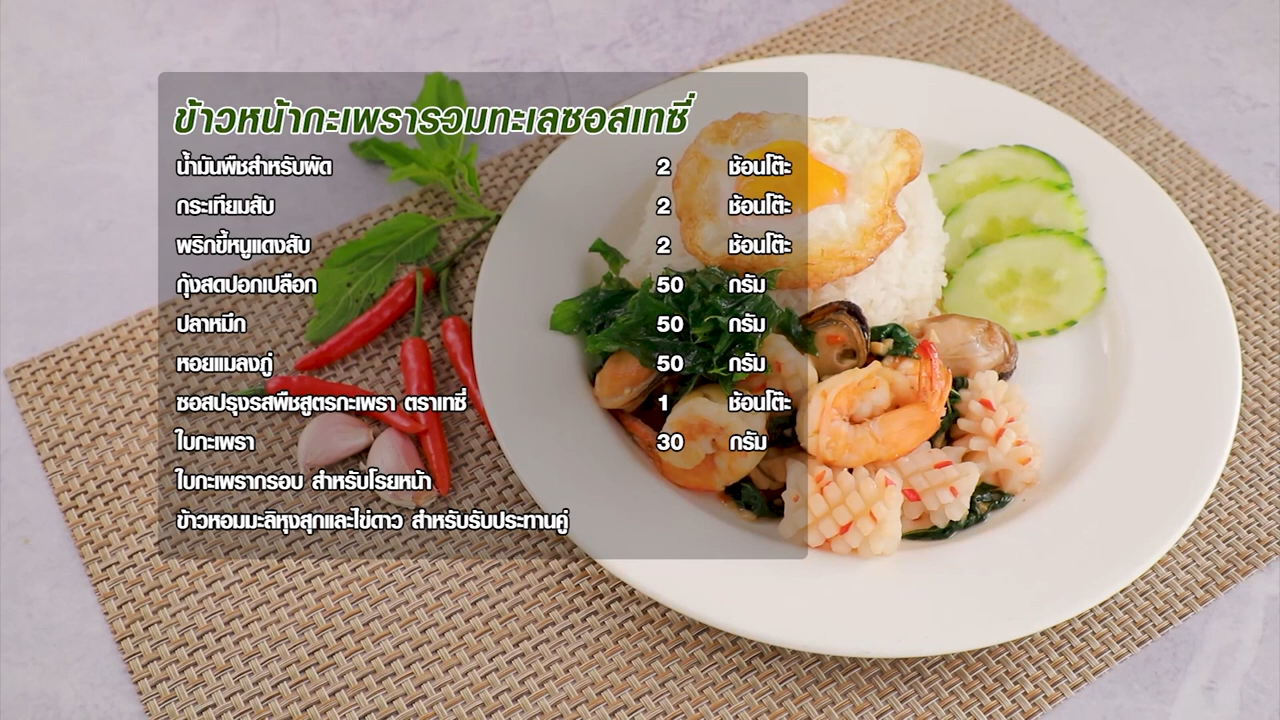 ข้าวหน้ากะเพรารวมทะเลซอสเทซี่
น้ำมันพืชสำหรับผัด 2 ช้อนโต๊ะ
กระเทียมสับ 2 ช้อนโต๊ะ
พริกขี้หนูแดงสับ 2 ช้อนโต๊ะ
กุ้งสดปอกเปลือก 50 กรัม
ปลาหมึก 50 กรัม
หอยแมลงภู่ 50 กรัม
ซอสปรุงรสพืชสูตรกะเพรา ตราเทซี่ 1 ช้อนโต๊ะ
ใบกะเพรา 30 กรัม
ใบกะเพรากรอบ สำหรับโรยหน้า
ข้าวหอมมะลิหุงสุกและไข่ดาว สำหรับรับประทานคู่